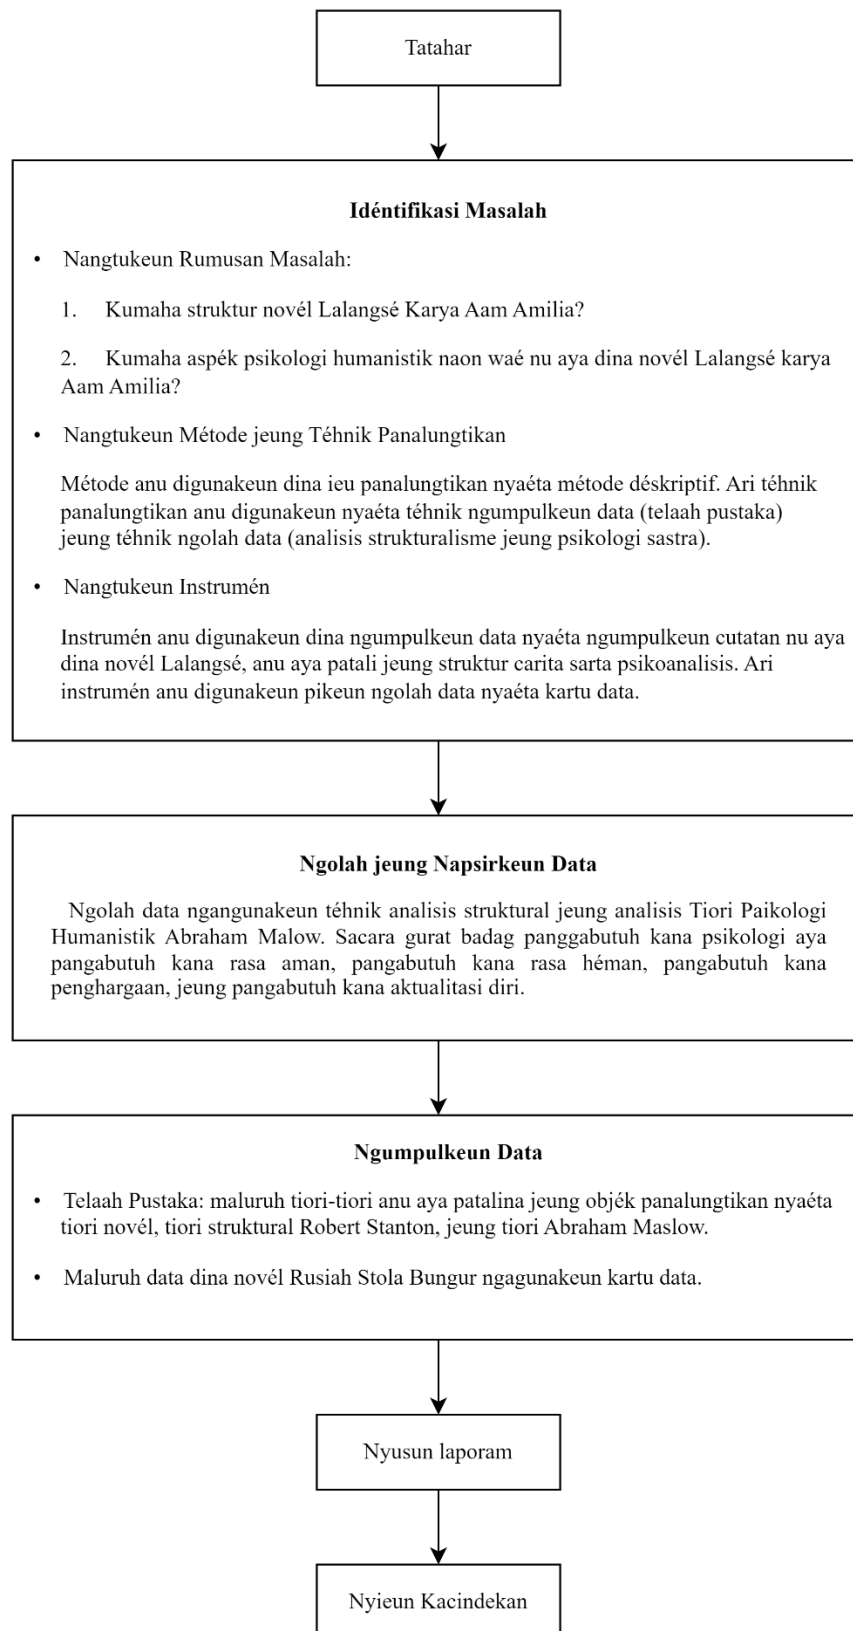 Tatahar
Idéntifikasi Masalah
• Nangtukeun Rumusan Masalah:
1. Kumaha struktur novél Lalangsé Karya Aam Amilia?
2. Kumaha aspék psikologi humanistik naon waé nu aya dina novél Lalangsé karya
Aam Amilia?
• Nangtukeun Métode jeung Téhnik Panalungtikan
Métode anu digunakeun dina ieu panalungtikan nyaéta métode déskriptif. Ari téhnik
panalungtikan anu digunakeun nyaéta téhnik ngumpulkeun data (telaah pustaka)
jeung téhnik ngolah data (analisis strukturalisme jeung psikologi sastra).
• Nangtukeun Instrumén
Instrumén anu digunakeun dina ngumpulkeun data nyaéta ngumpulkeun cutatan nu aya
dina novél Lalangsé, anu aya patali jeung struktur carita sarta psikoanalisis. Ari
instrumén anu digunakeun pikeun ngolah data nyaéta kartu data.
Ngolah jeung Napsirkeun Data
Ngolah data ngangunakeun téhnik analisis struktural jeung analisis Tiori Paikologi
Humanistik Abraham Malow. Sacara gurat badag panggabutuh kana psikologi aya
pangabutuh kana rasa aman, pangabutuh kana rasa héman, pangabutuh kana
penghargaan, jeung pangabutuh kana aktualitasi diri.
Ngumpulkeun Data
• Telaah Pustaka: maluruh tiori-tiori anu aya patalina jeung objék panalungtikan nyaéta
tiori novél, tiori struktural Robert Stanton, jeung tiori Abraham Maslow.
• Maluruh data dina novél Rusiah Stola Bungur ngagunakeun kartu data.
Nyusun laporam
Nyieun Kacindekan